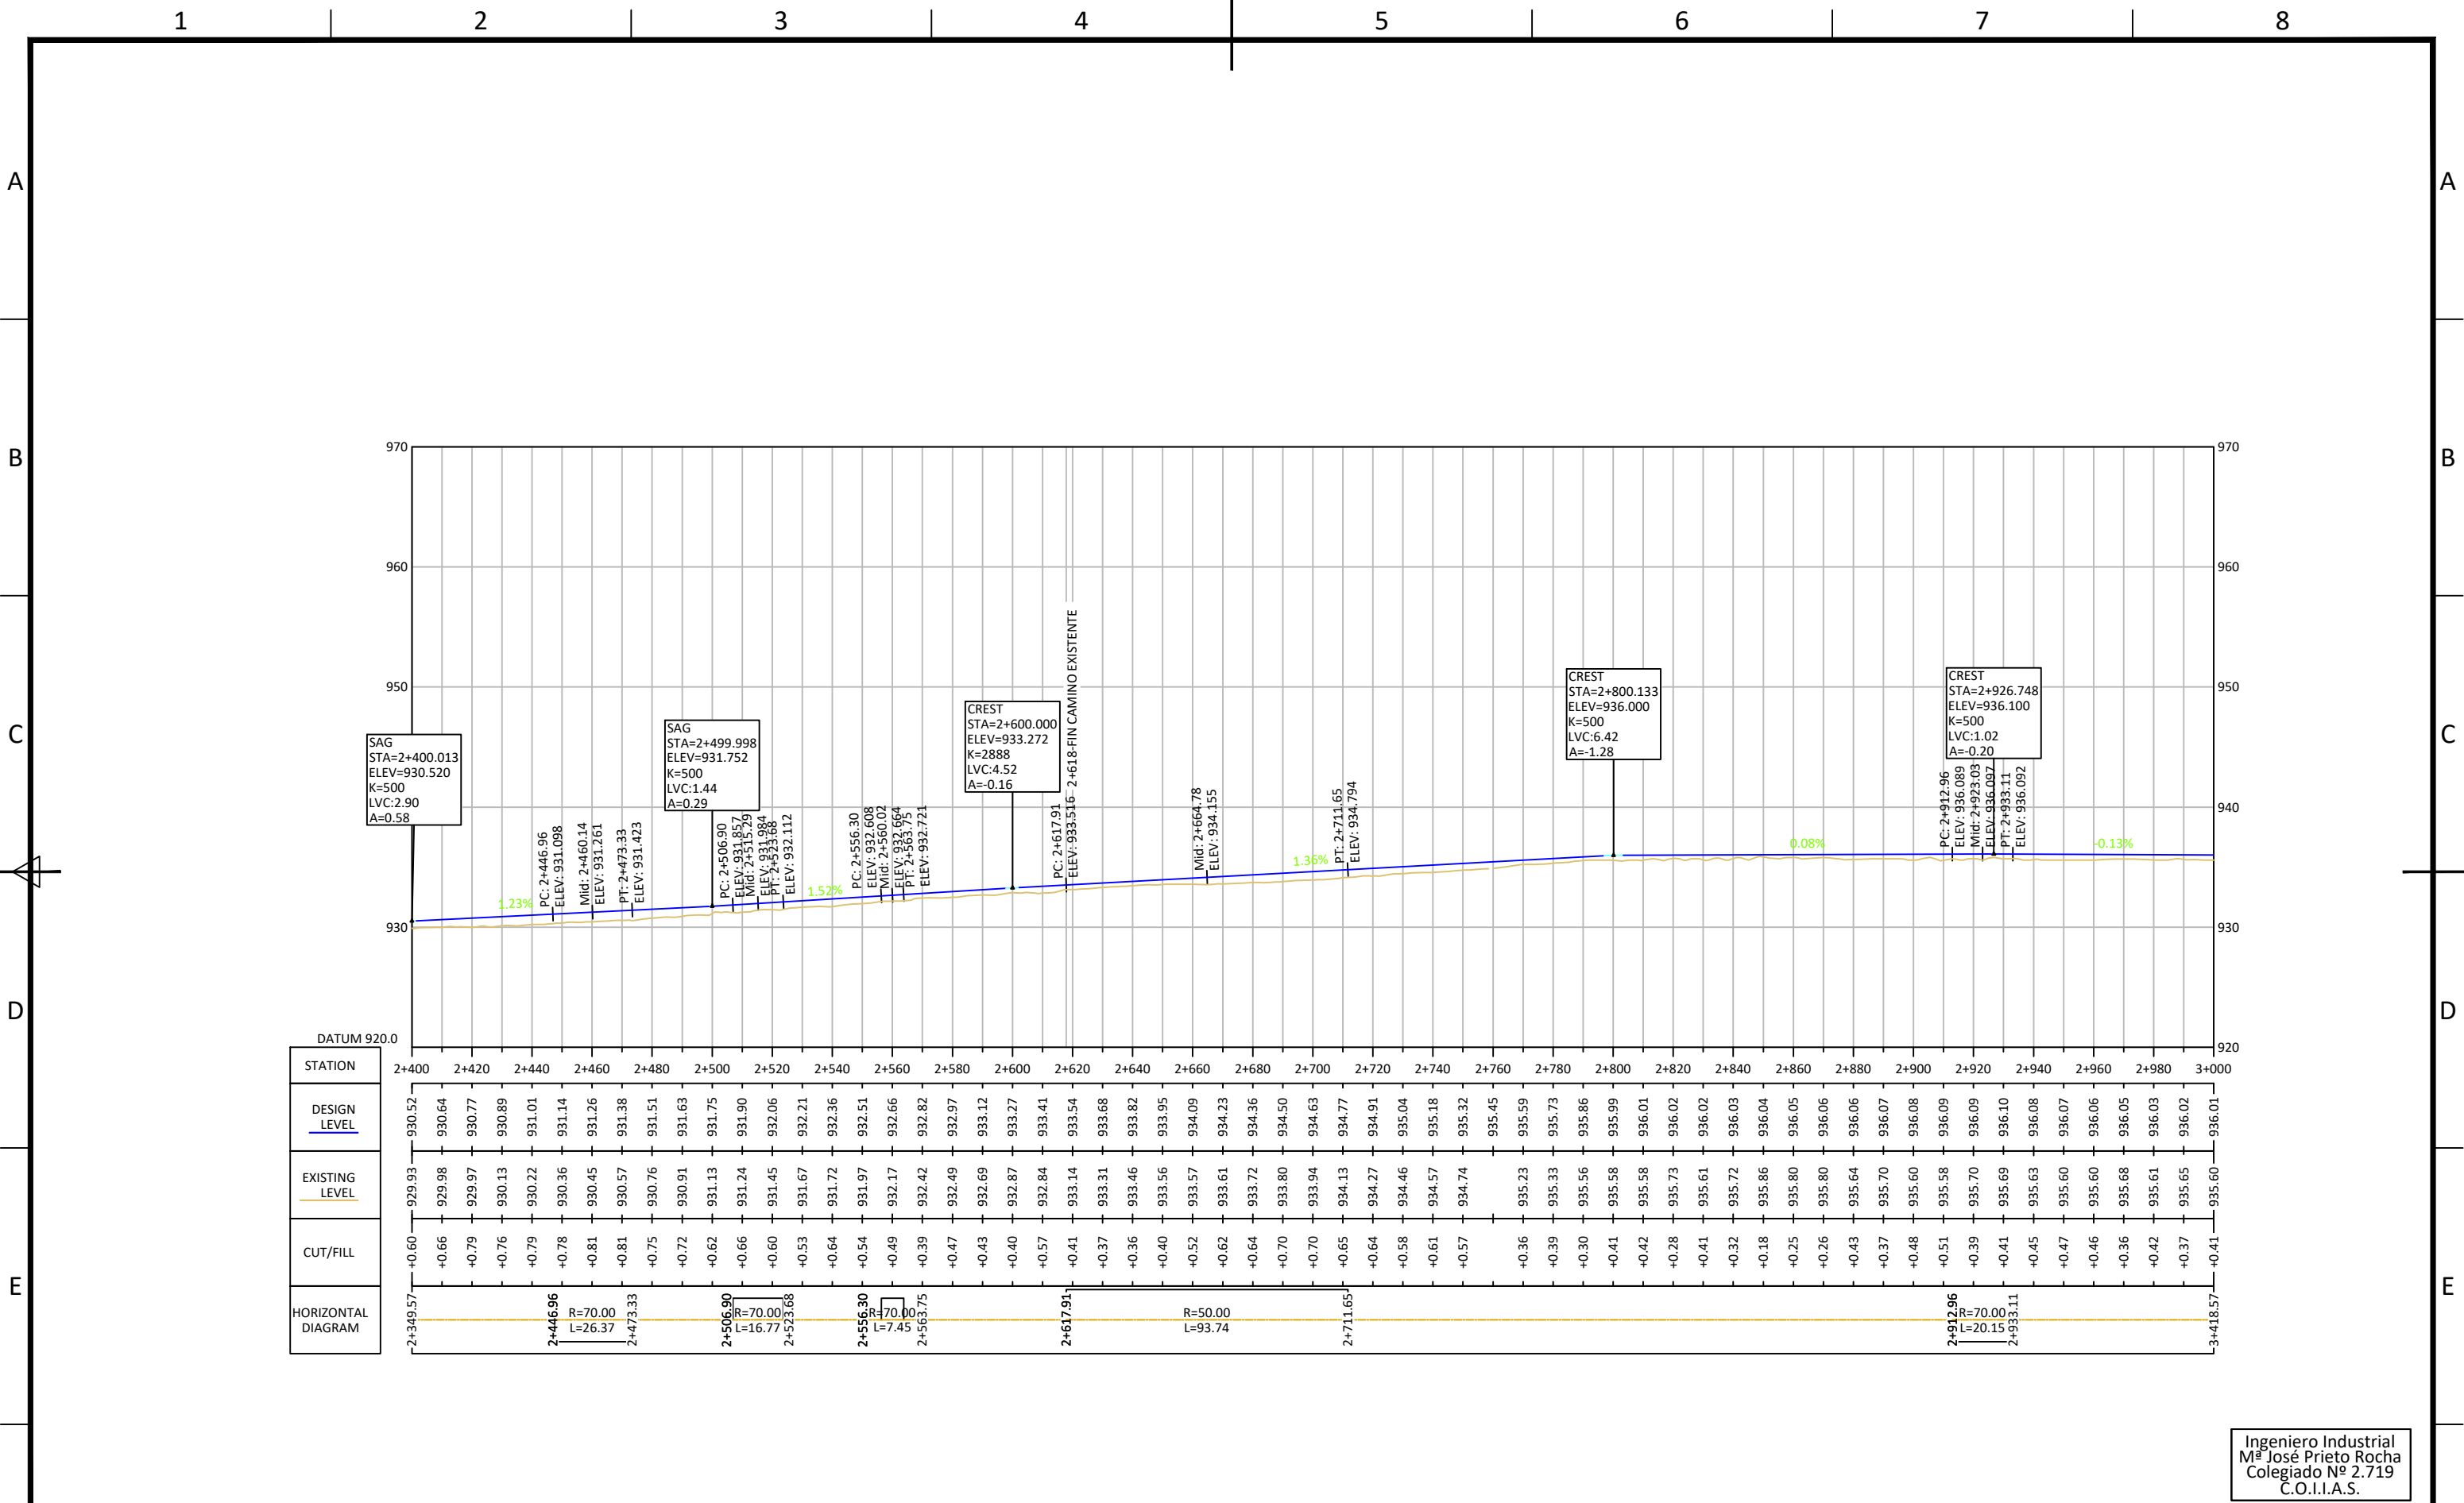 1 2 3 4 5 6 7 8
A A
B B
C C
D D
E E
970 970
960 960
950 950
940
930 930
920
SAG
STA=2+400.013
ELEV=930.520
K=500
LVC:2.90
A=0.58
SAG
STA=2+499.998
ELEV=931.752
K=500
LVC:1.44
A=0.29
CREST
STA=2+600.000
ELEV=933.272
K=2888
LVC:4.52
A=-0.16
CREST
STA=2+800.133
ELEV=936.000
K=500
LVC:6.42
A=-1.28
CREST
STA=2+926.748
ELEV=936.100
K=500
LVC:1.02
A=-0.20
PC: 2+446.96
ELEV: 931.098
Mid: 2+460.14
ELEV: 931.261
PT: 2+473.33
ELEV: 931.423
PC: 2+506.90
ELEV: 931.857
Mid: 2+515.29
ELEV: 931.984
PT: 2+523.68
ELEV: 932.112
PC: 2+556.30
ELEV: 932.608
Mid: 2+560.02
ELEV: 932.664
PT: 2+563.75
ELEV: 932.721
PC: 2+617.91
ELEV: 933.516
2+618-FIN CAMINO EXISTENTE
Mid: 2+664.78
ELEV: 934.155
PT: 2+711.65
ELEV: 934.794
PC: 2+912.96
ELEV: 936.089
Mid: 2+923.03
ELEV: 936.097
PT: 2+933.11
ELEV: 936.092
1.23%
1.52%
1.36%
0.08%
-0.13%
DATUM 920.0
STATION
2+400 2+420 2+440 2+460 2+480 2+500 2+520 2+540 2+560 2+580 2+600 2+620 2+640 2+660 2+680 2+700 2+720 2+740 2+760 2+780 2+800 2+820 2+840 2+860 2+880 2+900 2+920 2+940 2+960 2+980 3+000
DESIGN
LEVEL
930.52 930.64 930.77 930.89 931.01 931.14 931.26 931.38 931.51 931.63 931.75 931.90 932.06 932.21 932.36 932.51 932.66 932.82 932.97 933.12 933.27 933.41 933.54 933.68 933.82 933.95 934.09 934.23 934.36 934.50 934.63 934.77 934.91 935.04 935.18 935.32 935.45 935.59 935.73 935.86 935.99 936.01 936.02 936.02 936.03 936.04 936.05 936.06 936.06 936.07 936.08 936.09 936.09 936.10 936.08 936.07 936.06 936.05 936.03 936.02 936.01
EXISTING
LEVEL
929.93 929.98 929.97 930.13 930.22 930.36 930.45 930.57 930.76 930.91 931.13 931.24 931.45 931.67 931.72 931.97 932.17 932.42 932.49 932.69 932.87 932.84 933.14 933.31 933.46 933.56 933.57 933.61 933.72 933.80 933.94 934.13 934.27 934.46 934.57 934.74 935.23 935.33 935.56 935.58 935.58 935.73 935.61 935.72 935.86 935.80 935.80 935.64 935.70 935.60 935.58 935.70 935.69 935.63 935.60 935.60 935.68 935.61 935.65 935.60
CUT/FILL
+0.60 +0.66 +0.79 +0.76 +0.79 +0.78 +0.81 +0.81 +0.75 +0.72 +0.62 +0.66 +0.60 +0.53 +0.64 +0.54 +0.49 +0.39 +0.47 +0.43 +0.40 +0.57 +0.41 +0.37 +0.36 +0.40 +0.52 +0.62 +0.64 +0.70 +0.70 +0.65 +0.64 +0.58 +0.61 +0.57 +0.36 +0.39 +0.30 +0.41 +0.42 +0.28 +0.41 +0.32 +0.18 +0.25 +0.26 +0.43 +0.37 +0.48 +0.51 +0.39 +0.41 +0.45 +0.47 +0.46 +0.36 +0.42 +0.37 +0.41
HORIZONTAL
DIAGRAM
2+349.57
2+446.96
R=70.00
L=26.37
2+473.33
2+506.90
R=70.00
L=16.77
2+523.68
2+556.30
R=70.00
L=7.45
2+563.75
2+617.91
R=50.00
L=93.74
2+711.65
2+912.96
R=70.00
L=20.15
2+933.11
3+418.57
Ingeniero Industrial
Mª José Prieto Rocha
Colegiado Nº 2.719
C.O.I.I.A.S.